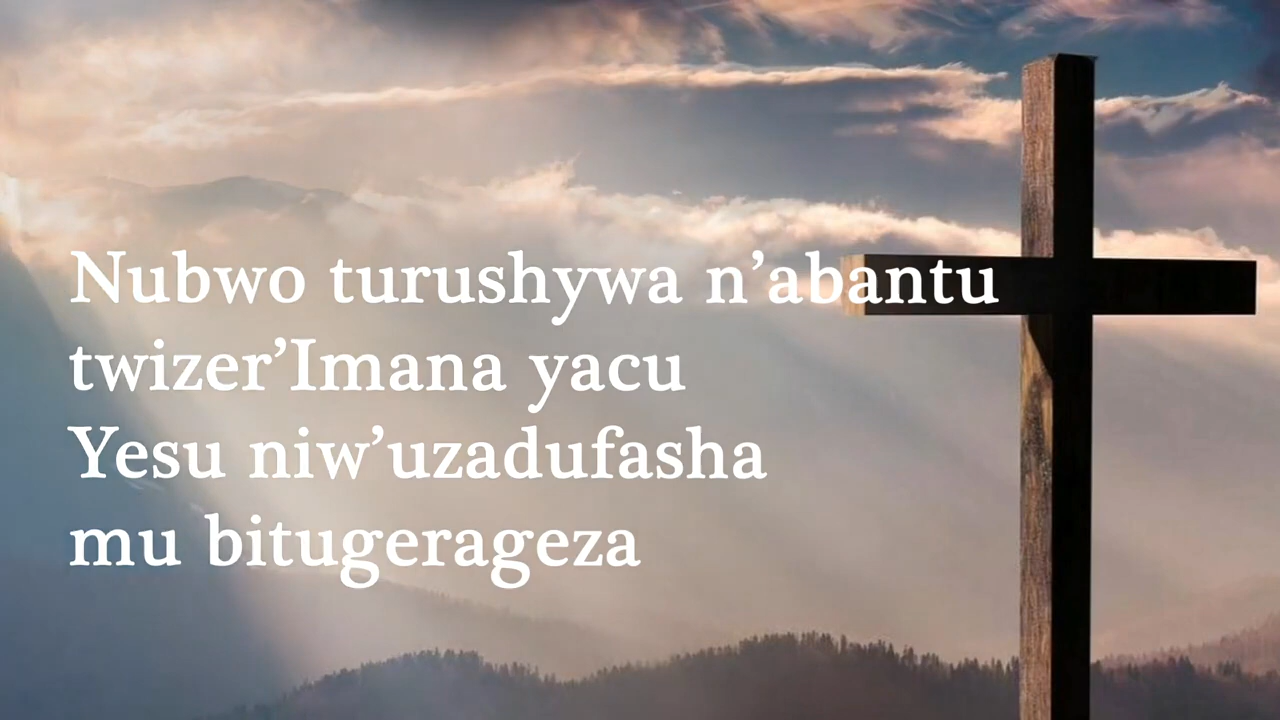 Nubwo turushywa n’abantu
twizer’Imana yacu
Yesu niw’uzadufasha
mu bitugerageza